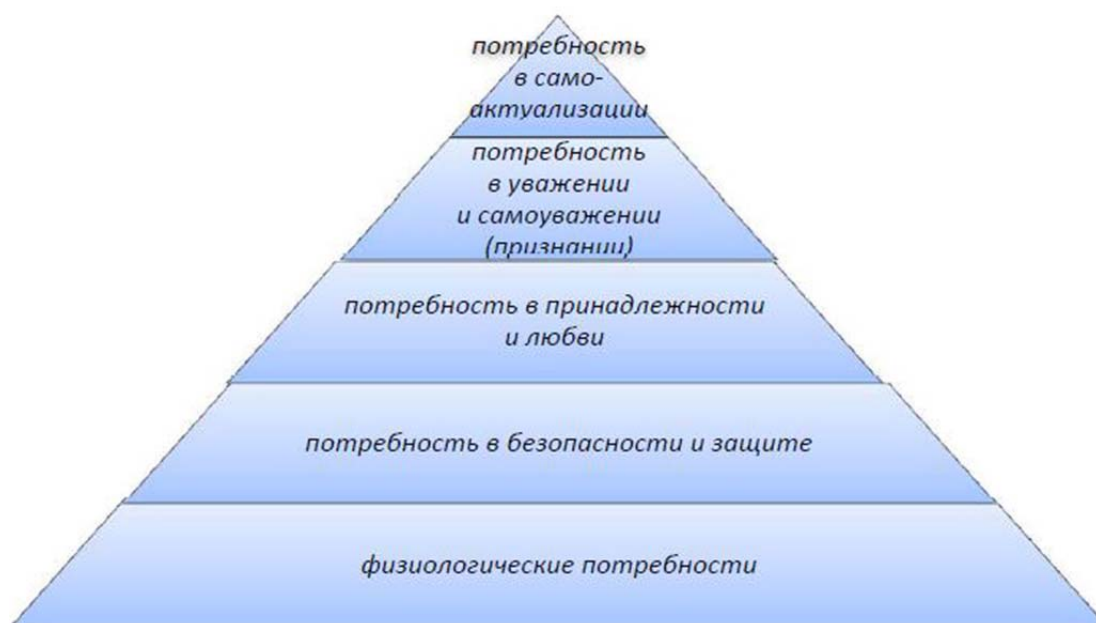 потребность
в само-
актуализации
потребность
в уважении
и самоуважении
(признании)
потребность в принадлежности
и любви
потребность в безопасности и защите
физиологические потребности